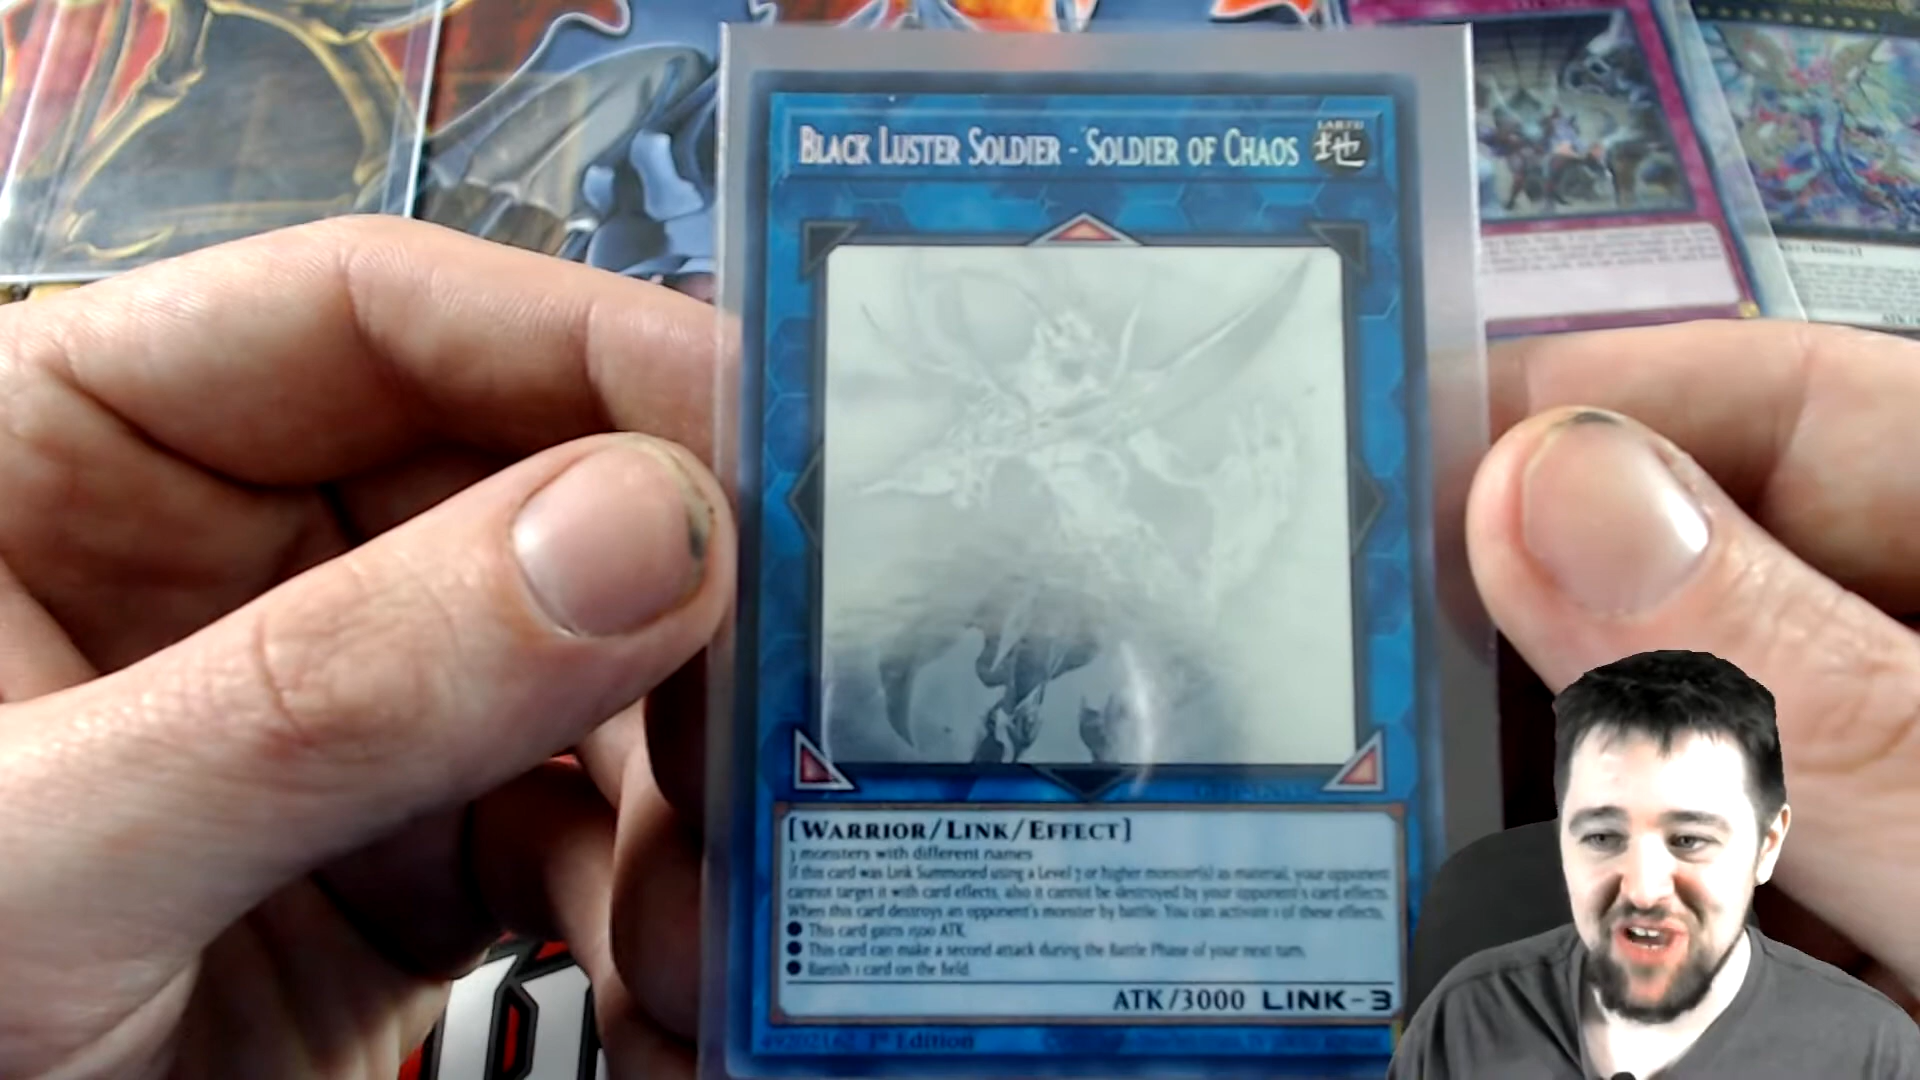 BLACK LUSTER SOLDIER - SOLDIER OF CHAOS
EARTH
地
[WARRIOR/LINK/EFFECT]
3 monsters with different names
If this card was Link Summoned using a Level 7 or higher monster(s) as material, your opponent
cannot target it with card effects, also it cannot be destroyed by your opponent's card effects.
When this card destroys an opponent's monster by battle: You can activate 1 of these effects.
● This card gains 1500 ATK.
● This card can make a second attack during the Battle Phase of your next turn.
● Banish 1 card on the field.
ATK/3000 LINK-3
49202162 1st Edition